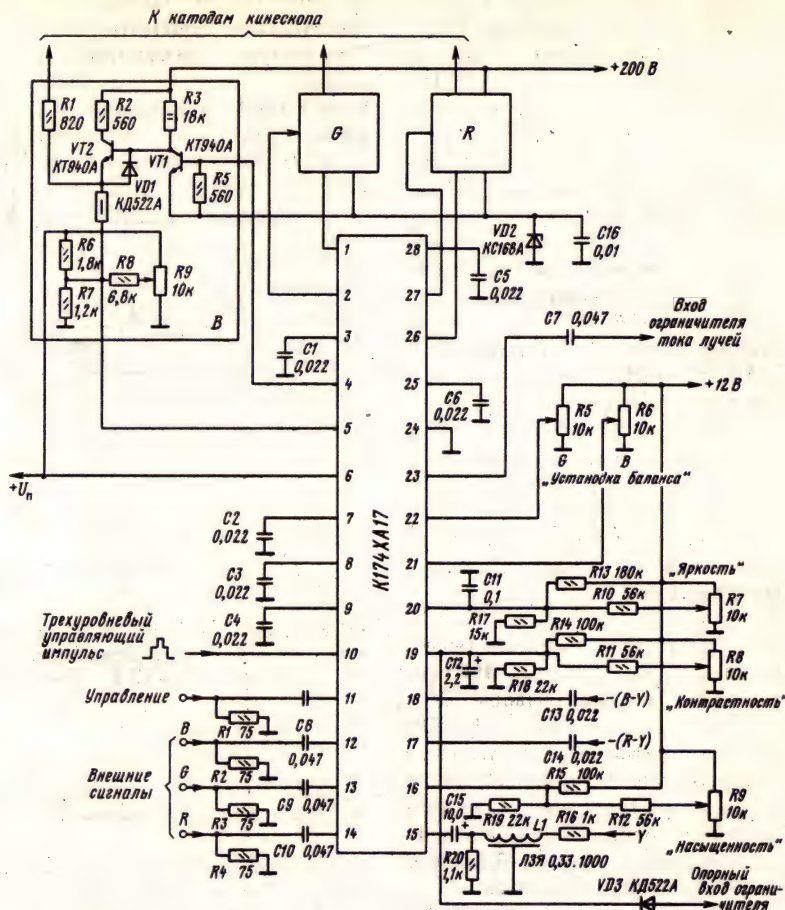 К катодам кинескопа
+200 В
R1
820
R2
560
R3
18к
VT2
КТ940А
VT1
КТ940А
VD1
КД522А
R5
560
R6
1,8к
R7
1,2к
R8
6,8к
R9
10к
В
G
R
VD2
КС168А
C16
0,01
К174ХА17
1
2
3
4
5
6
7
8
9
10
11
12
13
14
28
27
26
25
24
23
22
21
20
19
18
17
16
15
C1
0,022
C5
0,022
C7 0,047
Вход
ограничителя
тока лучей
C6
0,022
+12 В
R5
10к
R6
10к
G
B
„Установка баланса"
+Uп
C2
0,022
C3
0,022
C4
0,022
Трехуровневый
управляющий
импульс
Управление
R1 75
B
C8
0,047
R2 75
Внешние
сигналы
G
C9 0,047
R3 75
R
C10 0,047
R4 75
C11
0,1
R13 180к
„Яркость"
R10 56к
R7
10к
R17
15к
R14 100к
R11 56к
R8
10к
C12
2,2
+
R18 22к
„Контрастность"
C13 0,022
-(B-Y)
C14 0,022
-(R-Y)
R15 100к
R9
10к
C15
10,0
+
R19 22к
R12 56к
L1
R16 1к
Y
R20
1,1к
ЛЗЯ 0,33.1000
„Насыщенность"
VD3 КД522А
Опорный
вход ограни-
чителя